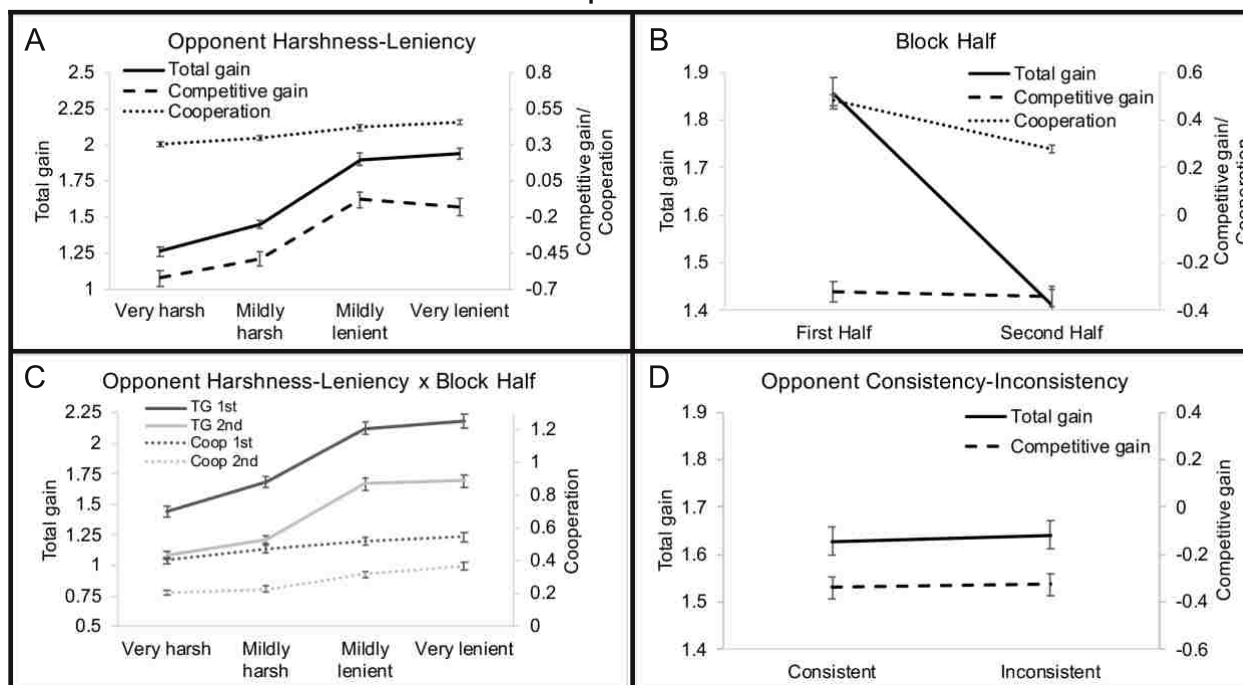 A
Opponent Harshness-Leniency
Total gain
Competitive gain
Cooperation
2.5
2.25
2
1.75
1.5
1.25
1
Total gain
0.8
0.55
0.3
0.05
-0.2
-0.45
-0.7
Competitive gain/
Cooperation
Very harsh
Mildly
harsh
Mildly
lenient
Very lenient
B
Block Half
Total gain
Competitive gain
Cooperation
1.9
1.8
1.7
1.6
1.5
1.4
Total gain
0.6
0.4
0.2
0
-0.2
-0.4
Competitive gain/
Cooperation
First Half
Second Half
C
Opponent Harshness-Leniency x Block Half
TG 1st
TG 2nd
Coop 1st
Coop 2nd
2.25
2
1.75
1.5
1.25
1
0.75
0.5
Total gain
1.2
1
0.8
0.6
0.4
0.2
0
Cooperation
Very harsh
Mildly
harsh
Mildly
lenient
Very lenient
D
Opponent Consistency-Inconsistency
Total gain
Competitive gain
1.9
1.8
1.7
1.6
1.5
1.4
Total gain
0.4
0.2
0
-0.2
-0.4
-0.6
Competitive gain
Consistent
Inconsistent